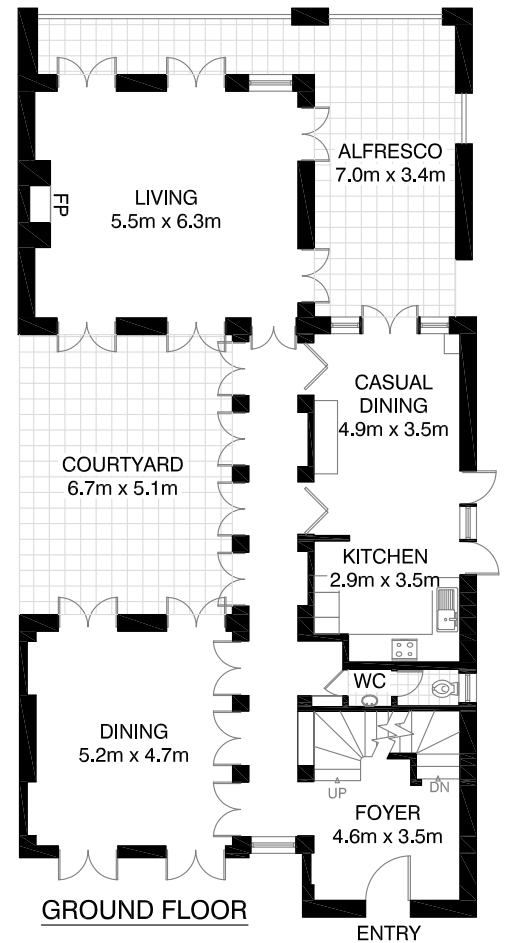 ALFRESCO
7.0m x 3.4m
LIVING
5.5m x 6.3m
FP
CASUAL
DINING
4.9m x 3.5m
COURTYARD
6.7m x 5.1m
KITCHEN
2.9m x 3.5m
WC
DINING
5.2m x 4.7m
UP
DN
FOYER
4.6m x 3.5m
GROUND FLOOR
ENTRY